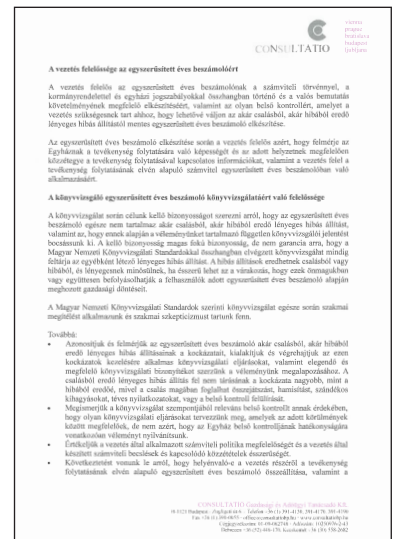 vienna
prague
bratislava
budapest
ljubljana
CONSULTATIO
A vezetés felelőssége az egyszerűsített éves beszámolóért
A vezetés felelős az egyszerűsített éves beszámolónak a számviteli törvénnyel, a
kormányrendelettel és egyházi jogszabályokkal összhangban történő és a valós bemutatás
követelményének megfelelő elkészítéséért, valamint az olyan belső kontrollért, amelyet a
vezetés szükségesnek tart ahhoz, hogy lehetővé váljon az akár csalásból, akár hibából eredő
lényeges hibás állítástól mentes egyszerűsített éves beszámoló elkészítése.
Az egyszerűsített éves beszámoló elkészítése során a vezetés felelős azért, hogy felmérje az
Egyháznak a tevékenység folytatására való képességét és az adott helyzetnek megfelelően
közzétegye a tevékenység folytatásával kapcsolatos információkat, valamint a vezetés felel a
tevékenység folytatásának elvén alapuló számvitel egyszerűsített éves beszámolóban való
alkalmazásáért.
A könyvvizsgáló egyszerűsített éves beszámoló könyvvizsgálatáért való felelőssége
A könyvvizsgálat során célunk kellő bizonyosságot szerezni arról, hogy az egyszerűsített éves
beszámoló egésze nem tartalmaz akár csalásból, akár hibából eredő lényeges hibás állítást,
valamint az, hogy ennek alapján a véleményünket tartalmazó független könyvvizsgálói jelentést
bocsássunk ki. A kellő bizonyosság magas fokú bizonyosság, de nem garancia arra, hogy a
Magyar Nemzeti Könyvvizsgálati Standardokkal összhangban elvégzett könyvvizsgálat mindig
feltárja az egyébként létező lényeges hibás állítást. A hibás állítások eredhetnek csalásból vagy
hibából, és lényegesnek minősülnek, ha ésszerű lehet az a várakozás, hogy ezek önmagukban
vagy együttesen befolyásolhatják a felhasználók adott egyszerűsített éves beszámoló alapján
meghozott gazdasági döntéseit.
A Magyar Nemzeti Könyvvizsgálati Standardok szerinti könyvvizsgálat egésze során szakmai
megítélést alkalmazunk és szakmai szkepticizmust tartunk fenn.
Továbbá:
• Azonosítjuk és felmérjük az egyszerűsített éves beszámoló akár csalásból, akár hibából
eredő lényeges hibás állításainak a kockázatait, kialakítjuk és végrehajtjuk az ezen
kockázatok kezelésére alkalmas könyvvizsgálati eljárásokat, valamint elegendő és
megfelelő könyvvizsgálati bizonyítékot szerzünk a véleményünk megalapozásához. A
csalásból eredő lényeges hibás állítás fel nem tárásának a kockázata nagyobb, mint a
hibából eredőé, mivel a csalás magában foglalhat összejátszást, hamisítást, szándékos
kihagyásokat, téves nyilatkozatokat, vagy a belső kontroll felülírását.
• Megismerjük a könyvvizsgálat szempontjából releváns belső kontrollt annak érdekében,
hogy olyan könyvvizsgálati eljárásokat tervezzünk meg, amelyek az adott körülmények
között megfelelőek, de nem azért, hogy az Egyház belső kontrolljának hatékonyságára
vonatkozóan véleményt nyilvánítsunk.
• Értékeljük a vezetés által alkalmazott számviteli politika megfelelőségét és a vezetés által
készített számviteli becslések és kapcsolódó közzétételek ésszerűségét.
• Következtetést vonunk le arról, hogy helyénvaló-e a vezetés részéről a tevékenység
folytatásának elvén alapuló egyszerűsített éves beszámoló összeállítása, valamint a
CONSULTATIO Gazdasági és Adóügyi Tanácsadó Kft.